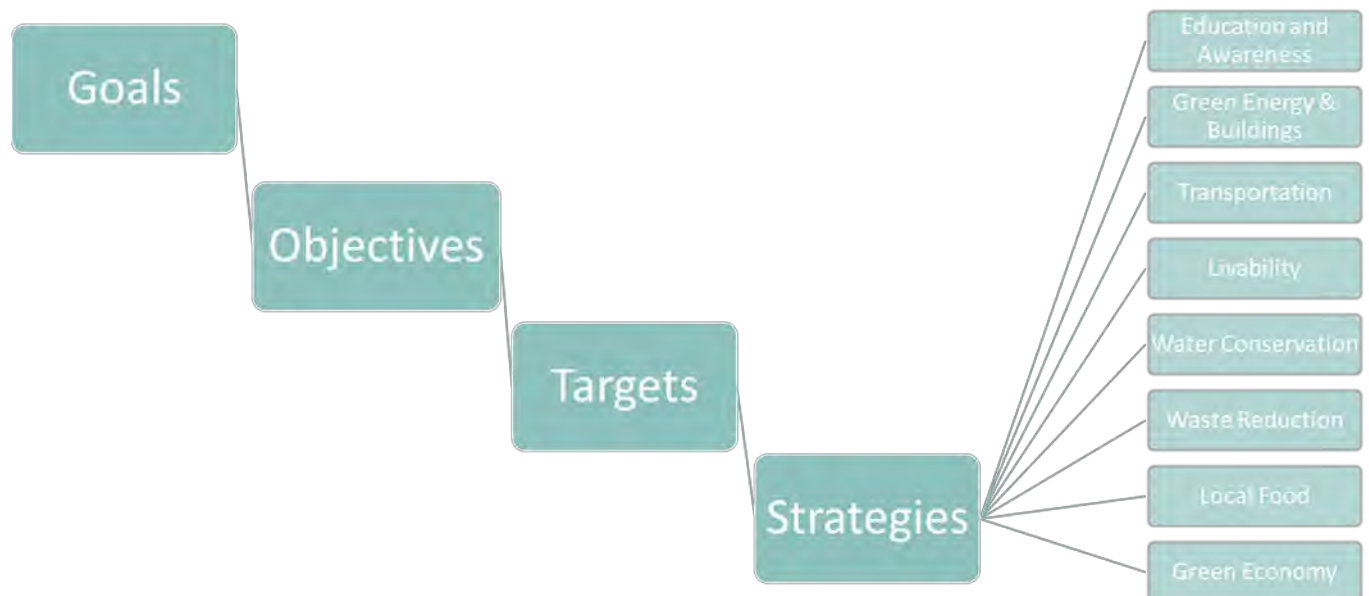 Goals
Objectives
Targets
Strategies
Education and
Awareness
Green Energy &
Buildings
Transportation
Livability
Water Conservation
Waste Reduction
Local Food
Green Economy